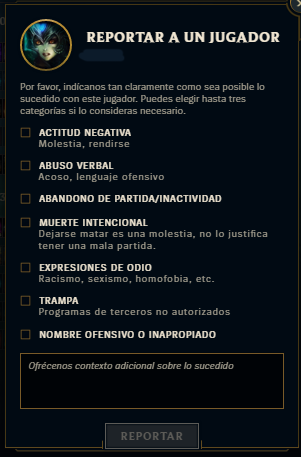 REPORTAR A UN JUGADOR
Por favor, indícanos tan claramente como sea posible lo
sucedido con este jugador. Puedes elegir hasta tres
categorías si lo consideras necesario.
ACTITUD NEGATIVA
Molestia, rendirse
ABUSO VERBAL
Acoso, lenguaje ofensivo
ABANDONO DE PARTIDA/INACTIVIDAD
MUERTE INTENCIONAL
Dejarse matar es una molestia, no lo justifica
tener una mala partida.
EXPRESIONES DE ODIO
Racismo, sexismo, homofobia, etc.
TRAMPA
Programas de terceros no autorizados
NOMBRE OFENSIVO O INAPROPIADO
Ofrécenos contexto adicional sobre lo sucedido
REPORTAR